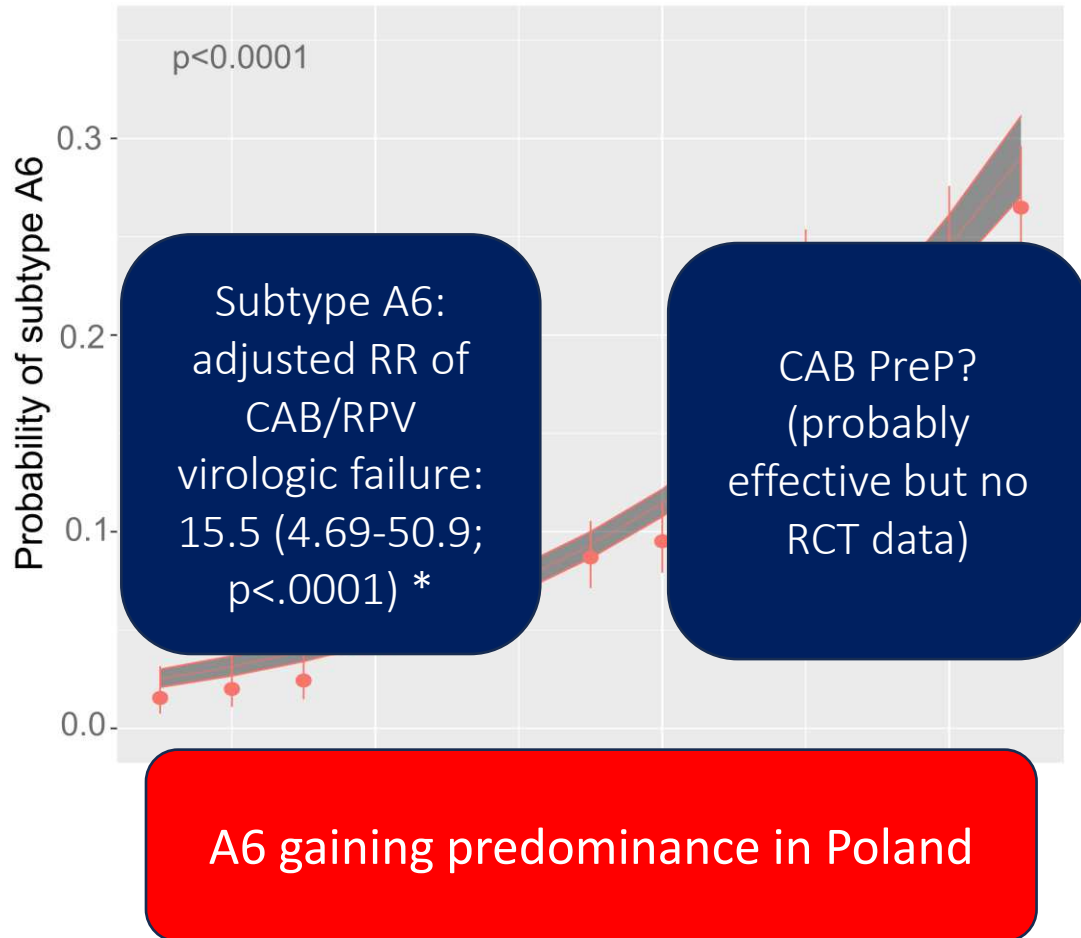 p<0.0001
Probability of subtype A6
0.3
0.2
0.1
0.0
Subtype A6:
adjusted RR of
CAB/RPV
virologic failure:
15.5 (4.69-50.9;
p<.0001) *
CAB PreP?
(probably
effective but no
RCT data)
A6 gaining predominance in Poland